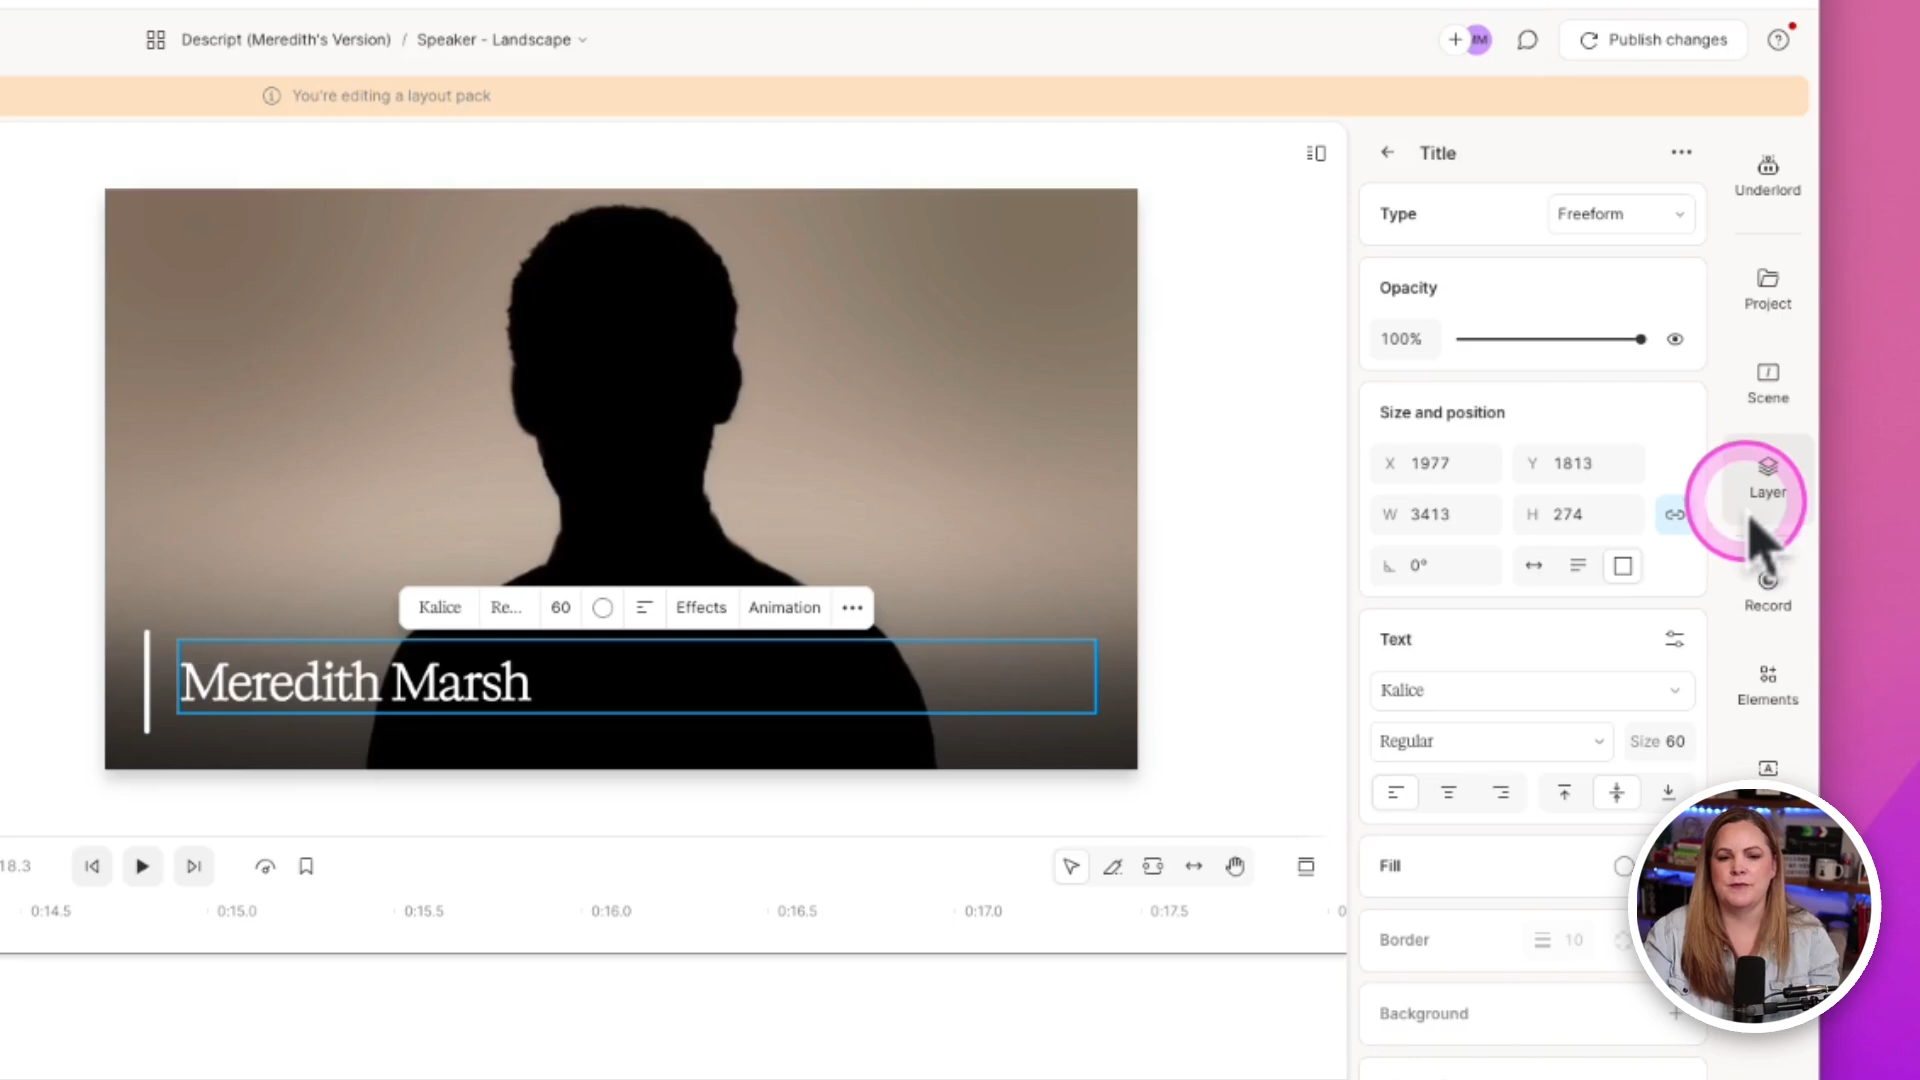 Descript (Meredith's Version) / Speaker - Landscape
Publish changes
You're editing a layout pack
Title
Underlord
Type
Freeform
Project
Opacity
100%
Scene
Size and position
X 1977
Y 1813
Layer
W 3413
H 274
0°
Record
Kalice
Re...
60
Effects
Animation
Meredith Marsh
Text
Kalice
Elements
Regular
Size 60
Fill
18.3
0:14.5
0:15.0
0:15.5
0:16.0
0:16.5
0:17.0
0:17.5
Border
10
Background